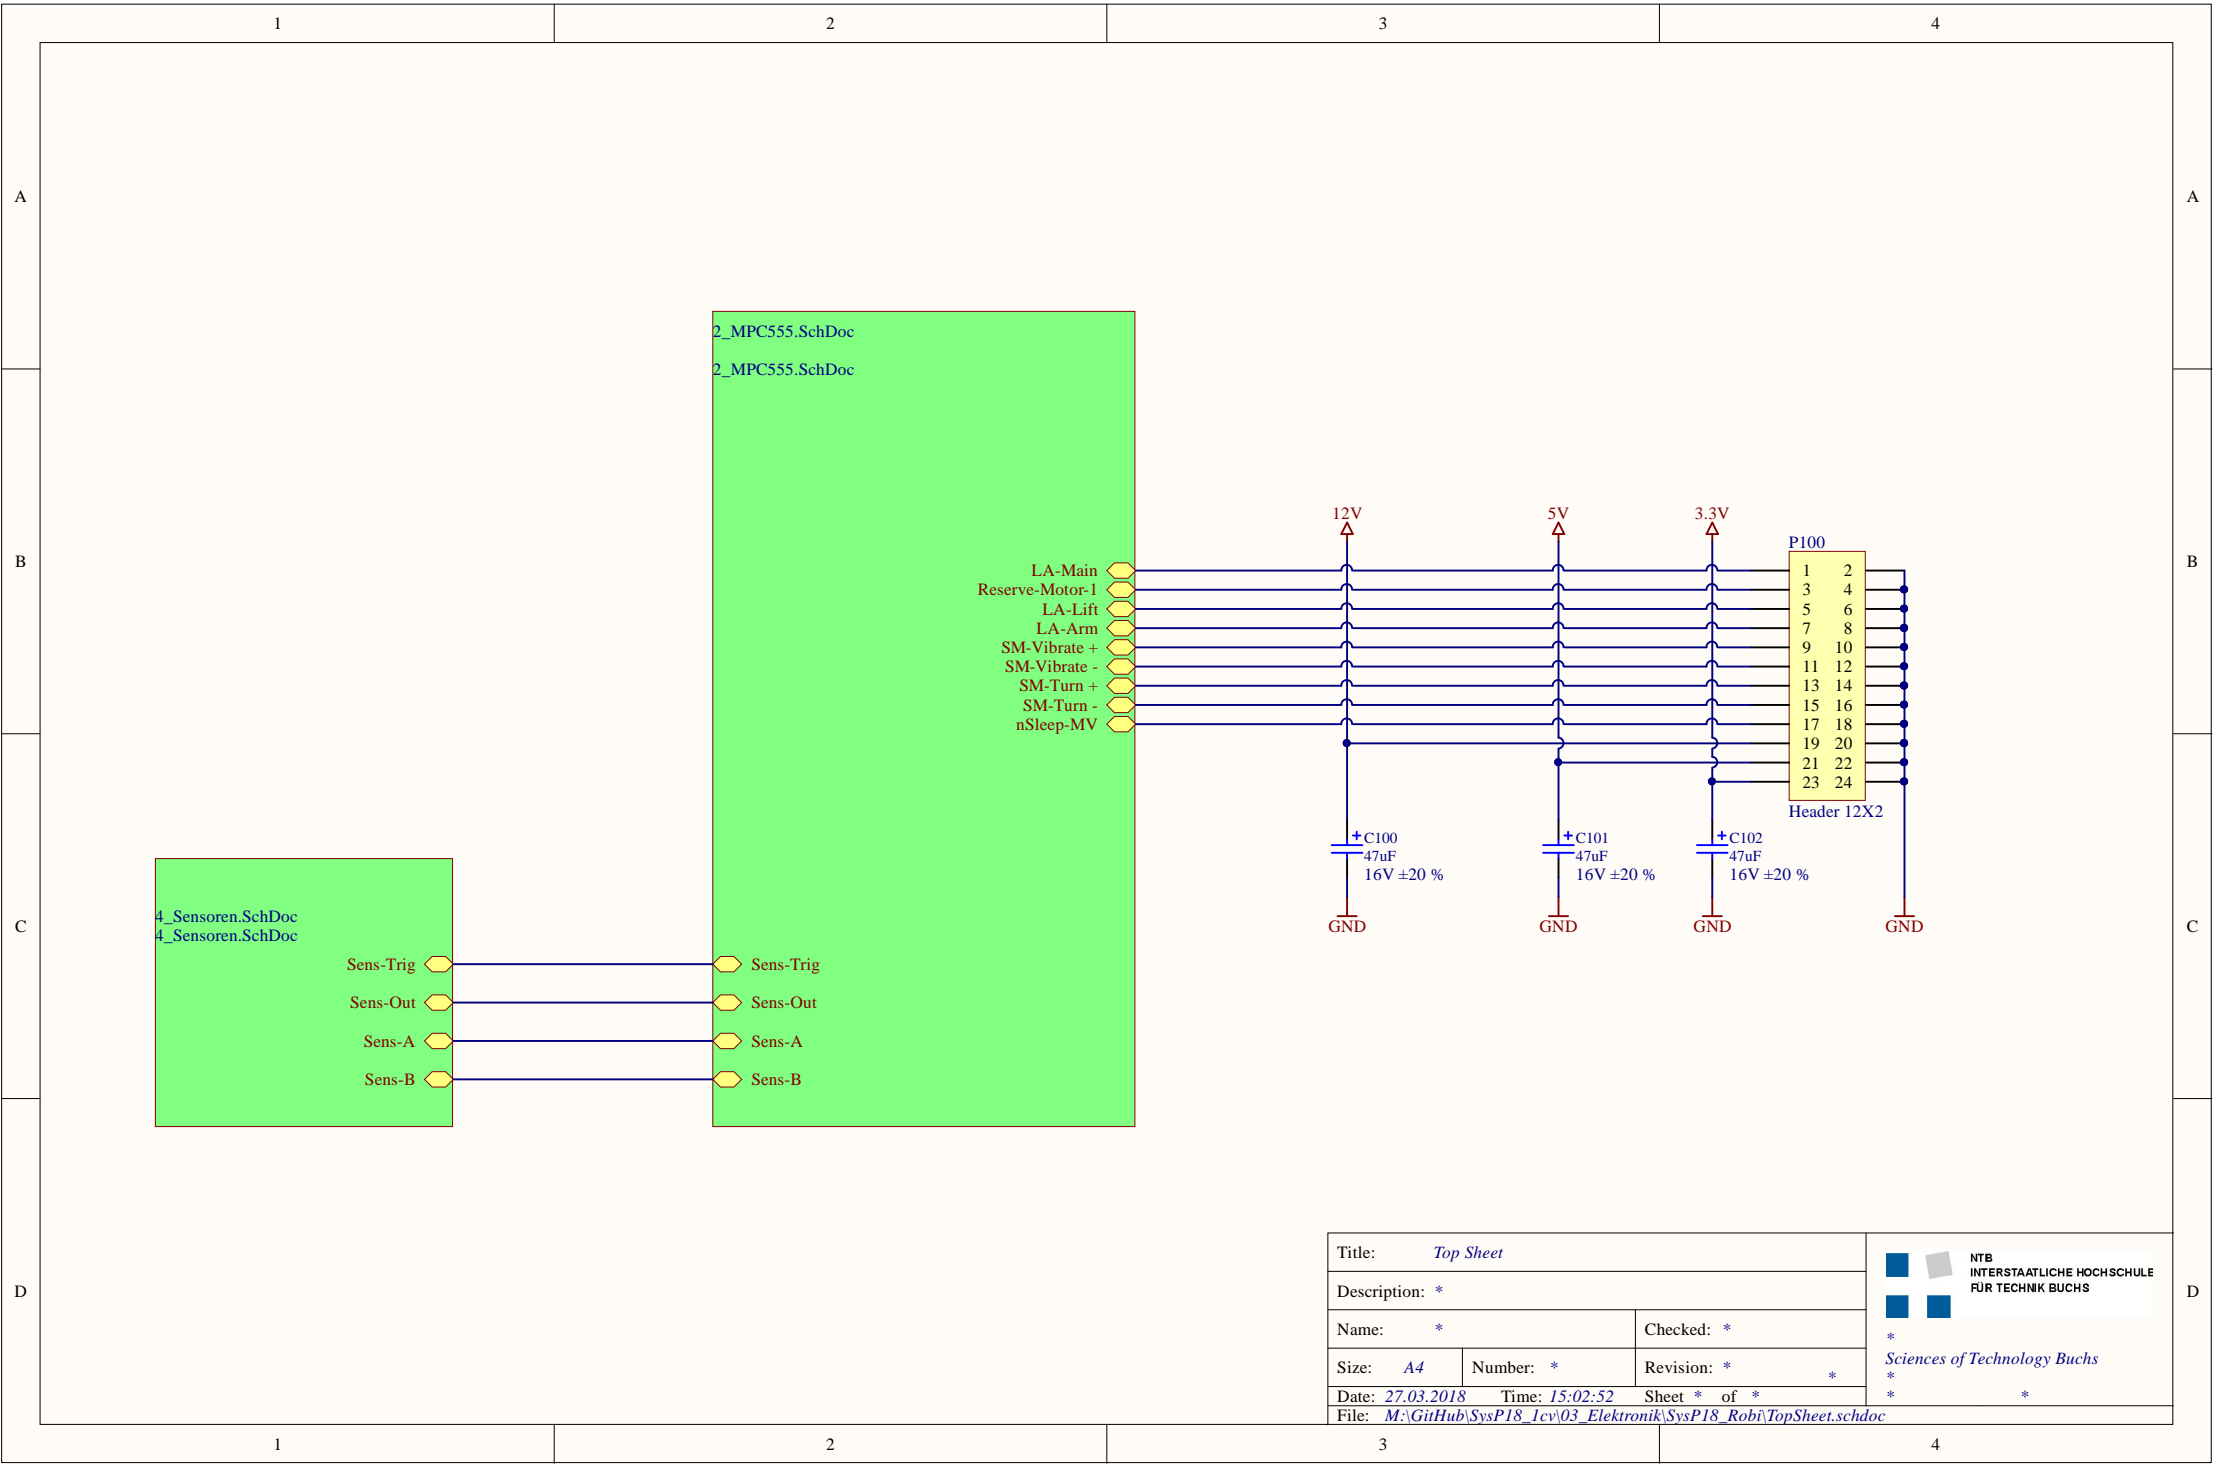 1 2 3 4
A A
2_MPC555.SchDoc
2_MPC555.SchDoc
12V 5V 3.3V
P100
B B
LA-Main 1 2
Reserve-Motor-1 3 4
LA-Lift 5 6
LA-Arm 7 8
SM-Vibrate + 9 10
SM-Vibrate - 11 12
SM-Turn + 13 14
SM-Turn - 15 16
nSleep-MV 17 18
19 20
21 22
23 24
Header 12X2
+ C100 + C101 + C102
47uF 47uF 47uF
16V ±20 % 16V ±20 % 16V ±20 %
GND GND GND GND
C C
4_Sensoren.SchDoc
4_Sensoren.SchDoc
Sens-Trig Sens-Trig
Sens-Out Sens-Out
Sens-A Sens-A
Sens-B Sens-B
D D
Title: Top Sheet
Description: *
Name: * Checked: *
Size: A4 Number: * Revision: * *
Date: 27.03.2018 Time: 15:02:52 Sheet * of *
File: M:\GitHub\SysP18_1cv\03_Elektronik\SysP18_Robi\TopSheet.schdoc
NTB
INTERSTAATLICHE HOCHSCHULE
FÜR TECHNIK BUCHS
*
Sciences of Technology Buchs
*
* *
1 2 3 4